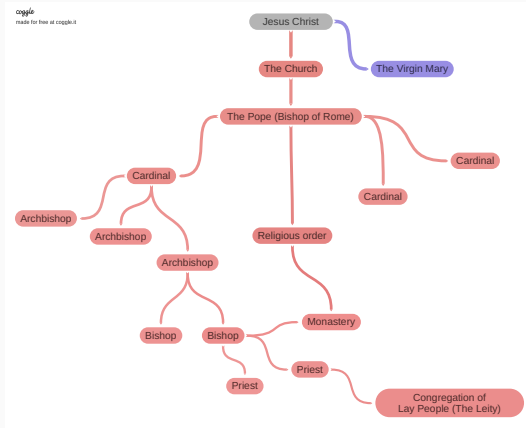 coggle
made for free at coggle.it
Jesus Christ
The Church
The Virgin Mary
The Pope (Bishop of Rome)
Cardinal
Cardinal
Cardinal
Archbishop
Archbishop
Religious order
Archbishop
Monastery
Bishop
Bishop
Priest
Priest
Congregation of
Lay People (The Leity)